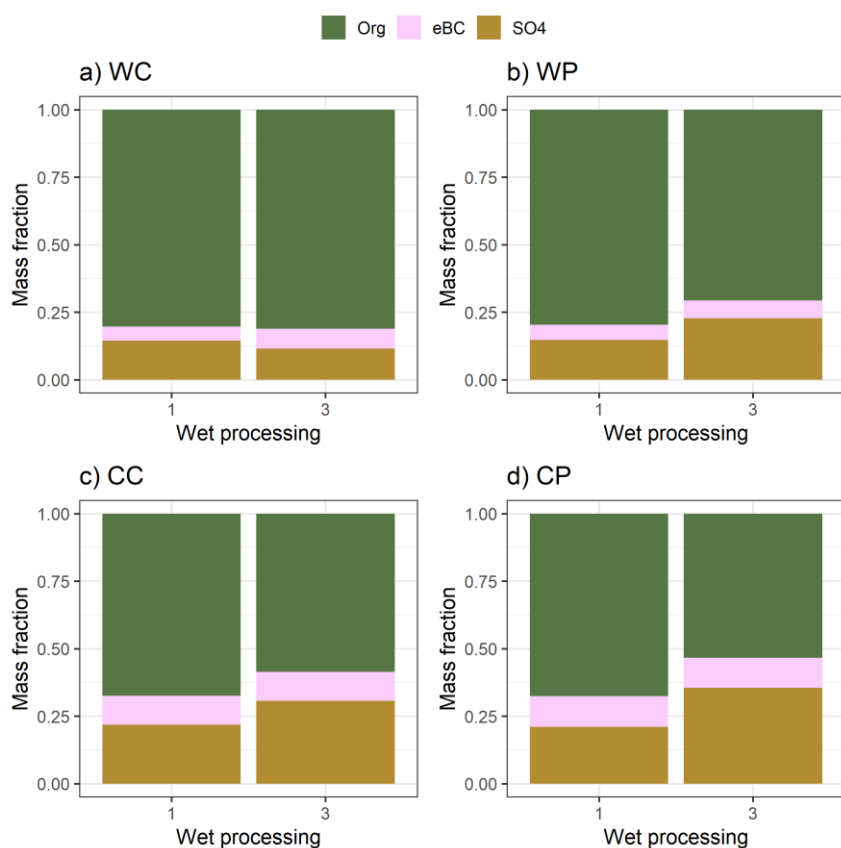 Org eBC SO4
a) WC
Mass fraction
1.00
0.75
0.50
0.25
0.00
1 3
Wet processing
b) WP
Mass fraction
1.00
0.75
0.50
0.25
0.00
1 3
Wet processing
c) CC
Mass fraction
1.00
0.75
0.50
0.25
0.00
1 3
Wet processing
d) CP
Mass fraction
1.00
0.75
0.50
0.25
0.00
1 3
Wet processing